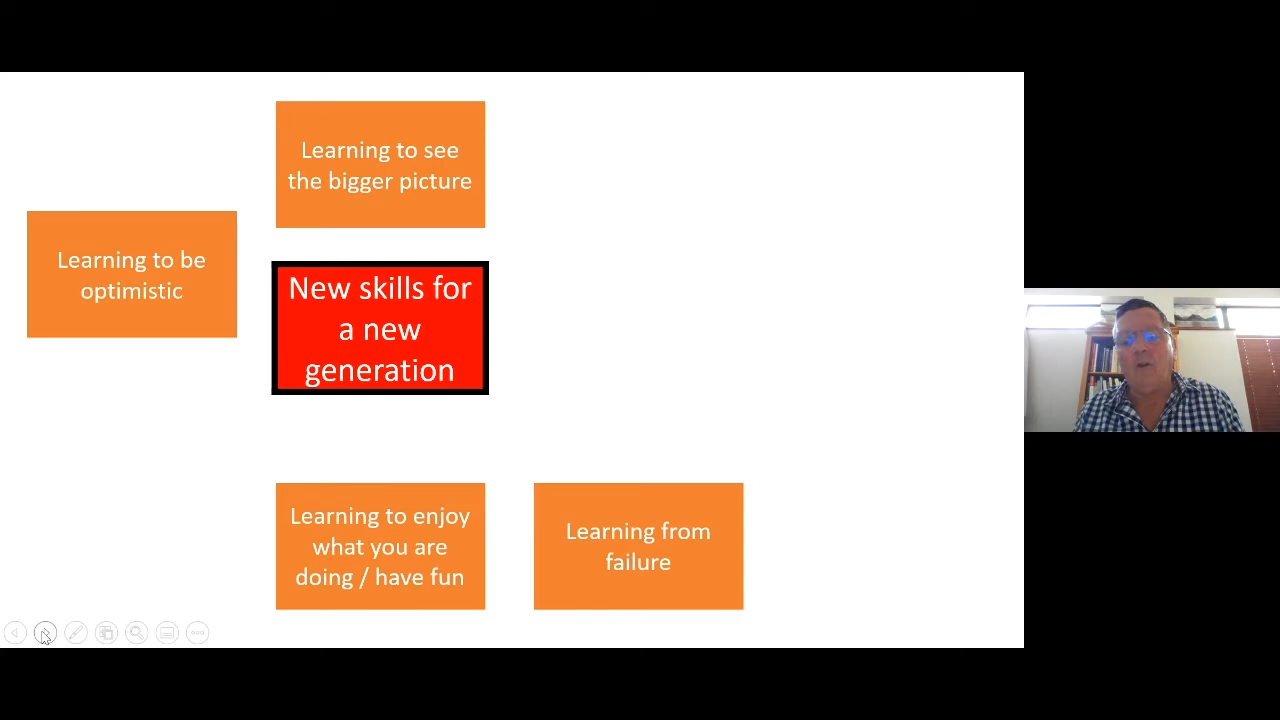 Learning to see
the bigger picture
Learning to be
optimistic
New skills for
a new
generation
Learning to enjoy
what you are
doing / have fun
Learning from
failure